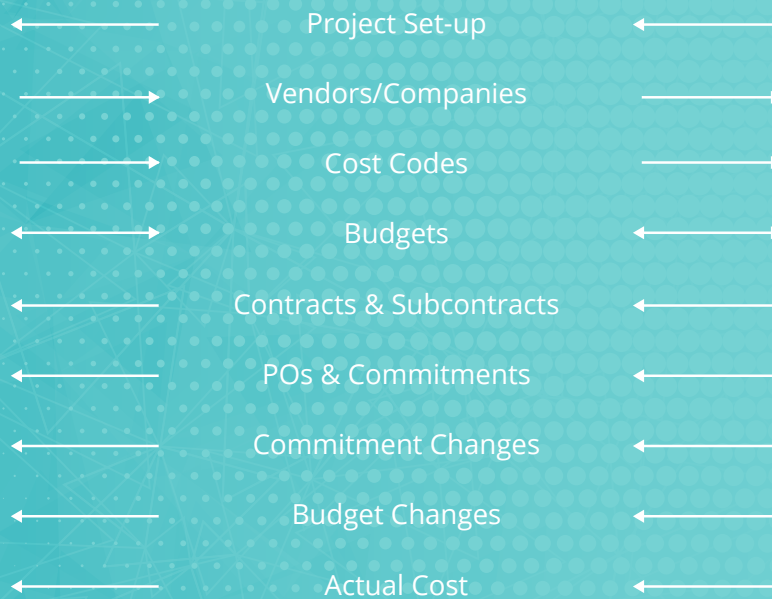 Project Set-up
Vendors/Companies
Cost Codes
Budgets
Contracts & Subcontracts
POs & Commitments
Commitment Changes
Budget Changes
Actual Cost